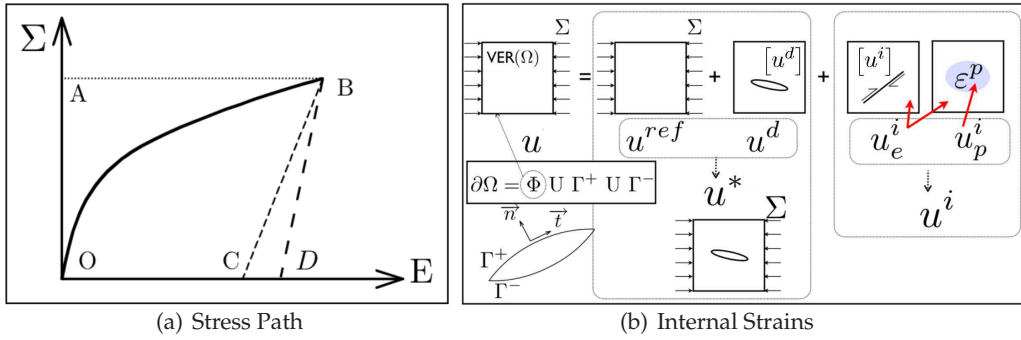 Σ
A
B
O
C
D
E
(a) Stress Path
Σ
Σ
VER(Ω)
=
+
[u^d]
+
[u^i]
ε^p
u
u^{ref}
u^d
u_e^i
u_p^i
∂Ω = Φ U Γ⁺ U Γ⁻
u*
u^i
n⃗
t⃗
Σ
Γ⁺
Γ⁻
(b) Internal Strains